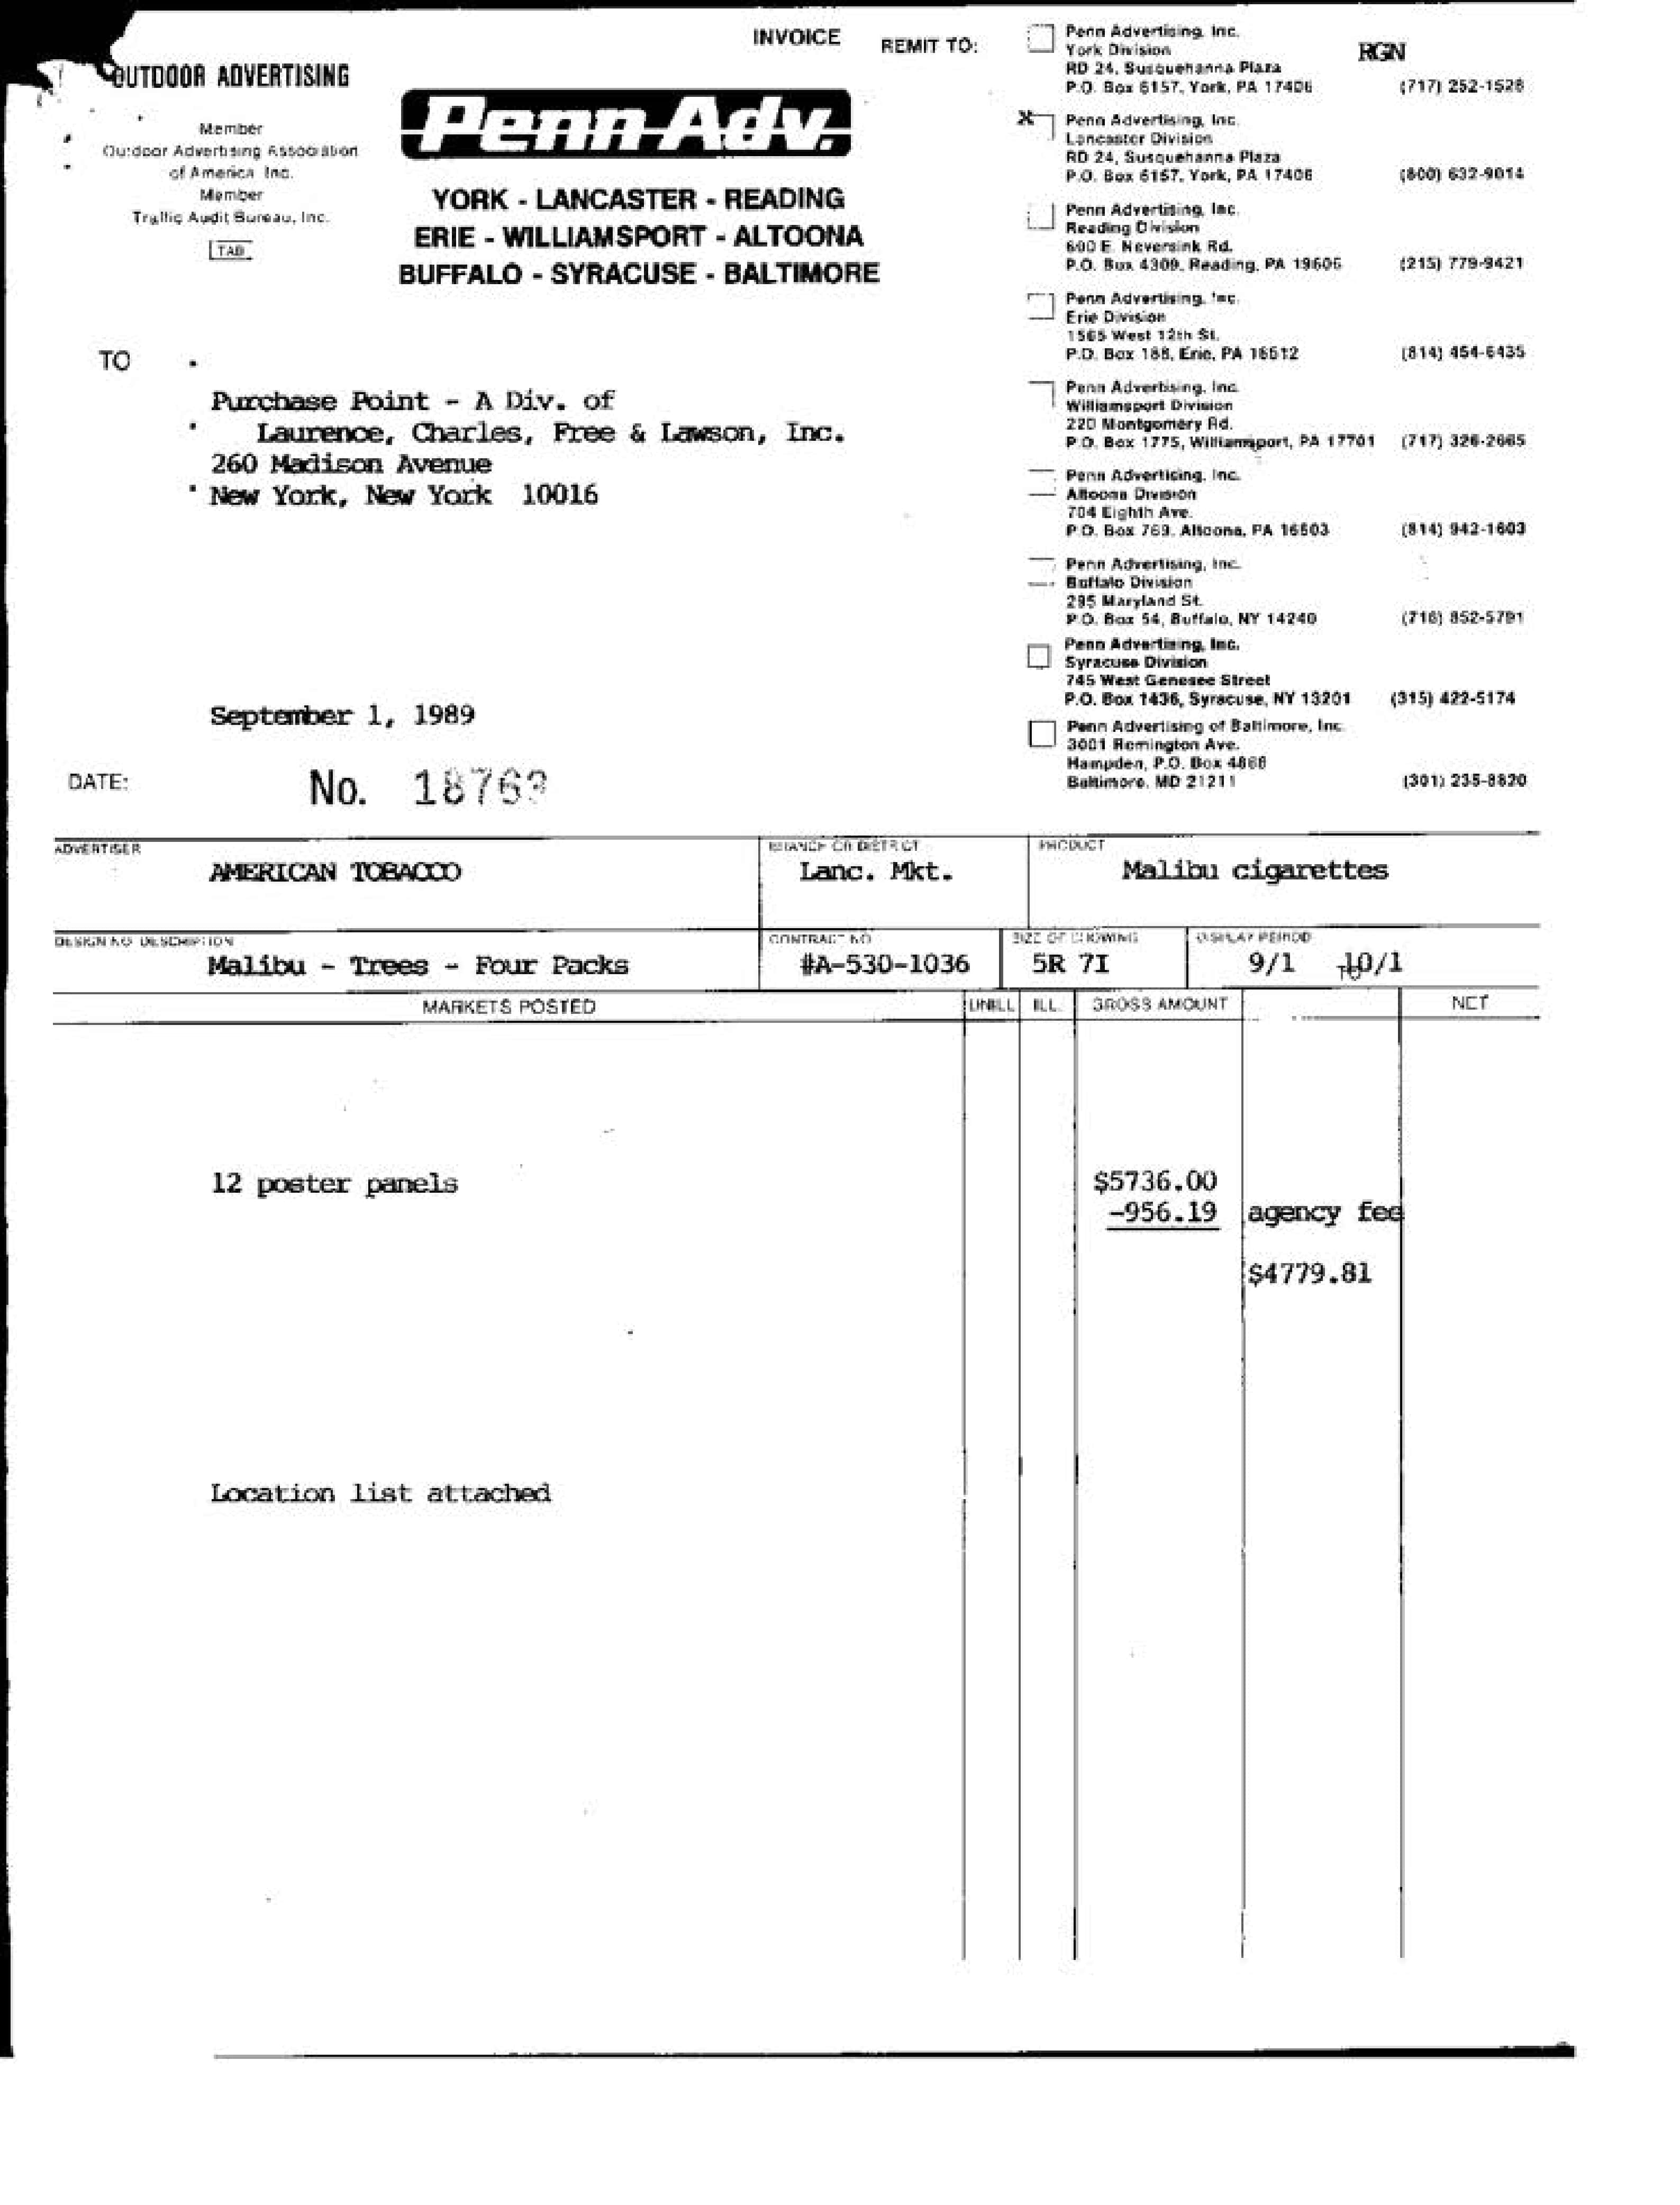 INVOICE
REMIT TO:
RGN
OUTDOOR ADVERTISING
Member
Outdoor Advertising Association
of America Inc.
Member
Traffic Audit Bureau, Inc.
TAB
Penn Adv.
YORK - LANCASTER - READING
ERIE - WILLIAMSPORT - ALTOONA
BUFFALO - SYRACUSE - BALTIMORE
Penn Advertising, Inc.
York Division
RD 24, Susquehanna Plaza
P.O. Box 6157, York, PA 17406 (717) 252-1528
X Penn Advertising, Inc.
Lancaster Division
RD 24, Susquehanna Plaza
P.O. Box 6157, York, PA 17406 (800) 632-9014
Penn Advertising, Inc.
Reading Division
600 E. Neversink Rd.
P.O. Box 4309, Reading, PA 19606 (215) 779-9421
Penn Advertising, Inc.
Erie Division
1565 West 12th St.
P.O. Box 188, Erie, PA 16512 (814) 454-6435
Penn Advertising, Inc.
Williamsport Division
220 Montgomery Rd.
P.O. Box 1775, Williamsport, PA 17701 (717) 326-2665
Penn Advertising, Inc.
Altoona Division
704 Eighth Ave.
P.O. Box 769, Altoona, PA 16603 (814) 942-1603
Penn Advertising, Inc.
Buffalo Division
295 Maryland St.
P.O. Box 54, Buffalo, NY 14240 (716) 852-5791
Penn Advertising, Inc.
Syracuse Division
745 West Genesee Street
P.O. Box 1436, Syracuse, NY 13201 (315) 422-5174
Penn Advertising of Baltimore, Inc.
3001 Remington Ave.
Hampden, P.O. Box 4868
Baltimore, MD 21211 (301) 235-8820
TO
Purchase Point - A Div. of
Laurence, Charles, Free & Lawson, Inc.
260 Madison Avenue
New York, New York 10016
September 1, 1989
DATE:
No.
ADVERTISER
BRANCH OR DISTRICT
PRODUCT
AMERICAN TOBACCO
Lanc. Mkt.
Malibu cigarettes
DESIGN NO. DESCRIPTION
CONTRACT NO.
SIZE OF SHOWING
DISPLAY PERIOD
Malibu - Trees - Four Packs
#A-530-1036
5R 7I
9/1 TO 10/1
MARKETS POSTED
UNILL
ILL.
GROSS AMOUNT
NET
12 poster panels
$5736.00
-956.19 agency fee
$4779.81
Location list attached